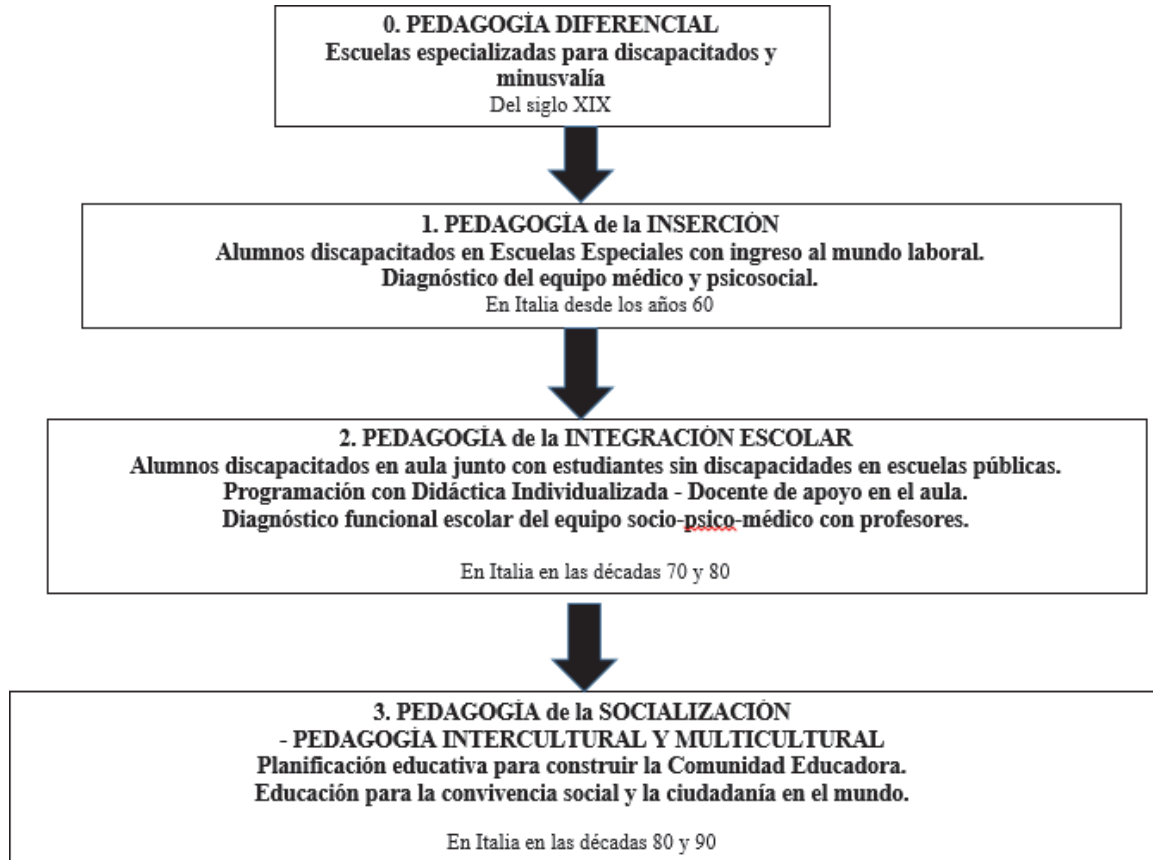 0. PEDAGOGÍA DIFERENCIAL
Escuelas especializadas para discapacitados y
minusvalía
Del siglo XIX
1. PEDAGOGÍA de la INSERCIÓN
Alumnos discapacitados en Escuelas Especiales con ingreso al mundo laboral.
Diagnóstico del equipo médico y psicosocial.
En Italia desde los años 60
2. PEDAGOGÍA de la INTEGRACIÓN ESCOLAR
Alumnos discapacitados en aula junto con estudiantes sin discapacidades en escuelas públicas.
Programación con Didáctica Individualizada - Docente de apoyo en el aula.
Diagnóstico funcional escolar del equipo socio-psico-médico con profesores.
En Italia en las décadas 70 y 80
3. PEDAGOGÍA de la SOCIALIZACIÓN
- PEDAGOGÍA INTERCULTURAL Y MULTICULTURAL
Planificación educativa para construir la Comunidad Educadora.
Educación para la convivencia social y la ciudadanía en el mundo.
En Italia en las décadas 80 y 90